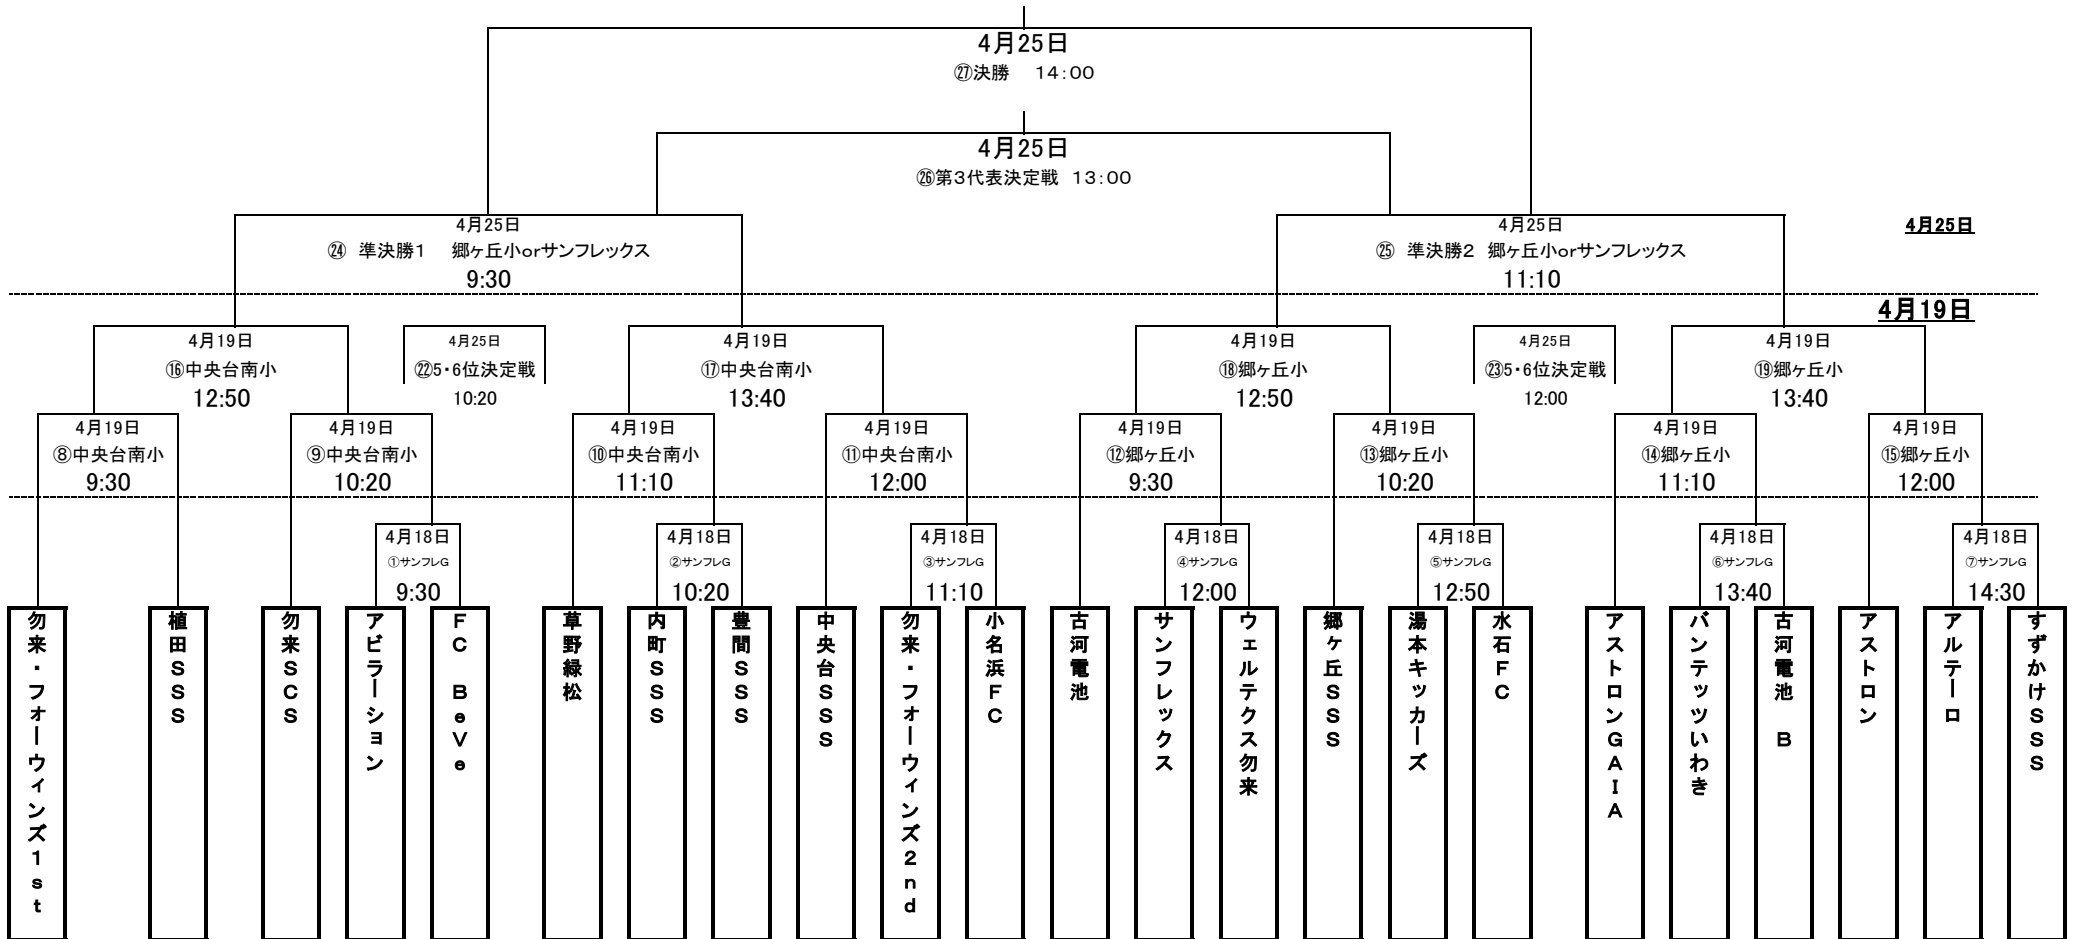 4月25日
㉗決勝　14：00
4月25日
㉖第3代表決定戦　13：00
4月25日
㉔　準決勝1　郷ヶ丘小orサンフレックス
9:30
4月25日
㉕　準決勝2　郷ヶ丘小orサンフレックス
11:10
4月25日
4月19日
4月19日
⑯中央台南小
12:50
4月25日
㉒5・6位決定戦
10:20
4月19日
⑰中央台南小
13:40
4月19日
⑱郷ヶ丘小
12:50
4月25日
㉓5・6位決定戦
12:00
4月19日
⑲郷ヶ丘小
13:40
4月19日
⑧中央台南小
9:30
4月19日
⑨中央台南小
10:20
4月19日
⑩中央台南小
11:10
4月19日
⑪中央台南小
12:00
4月19日
⑫郷ヶ丘小
9:30
4月19日
⑬郷ヶ丘小
10:20
4月19日
⑭郷ヶ丘小
11:10
4月19日
⑮郷ヶ丘小
12:00
4月18日
①サンフレG
9:30
4月18日
②サンフレG
10:20
4月18日
③サンフレG
11:10
4月18日
④サンフレG
12:00
4月18日
⑤サンフレG
12:50
4月18日
⑥サンフレG
13:40
4月18日
⑦サンフレG
14:30
勿来・フォーウィンズ1st
植田SSS
勿来SCS
アビラーション
FC BeVe
草野緑松
内町SSS
豊間SSS
中央台SSS
勿来・フォーウィンズ2nd
小名浜FC
古河電池
サンフレックス
ウェルテクス勿来
郷ヶ丘SSS
湯本キッカーズ
水石FC
アストロンGAIA
バンテッツいわき
古河電池 B
アストロン
アルテーロ
すずかけSSS